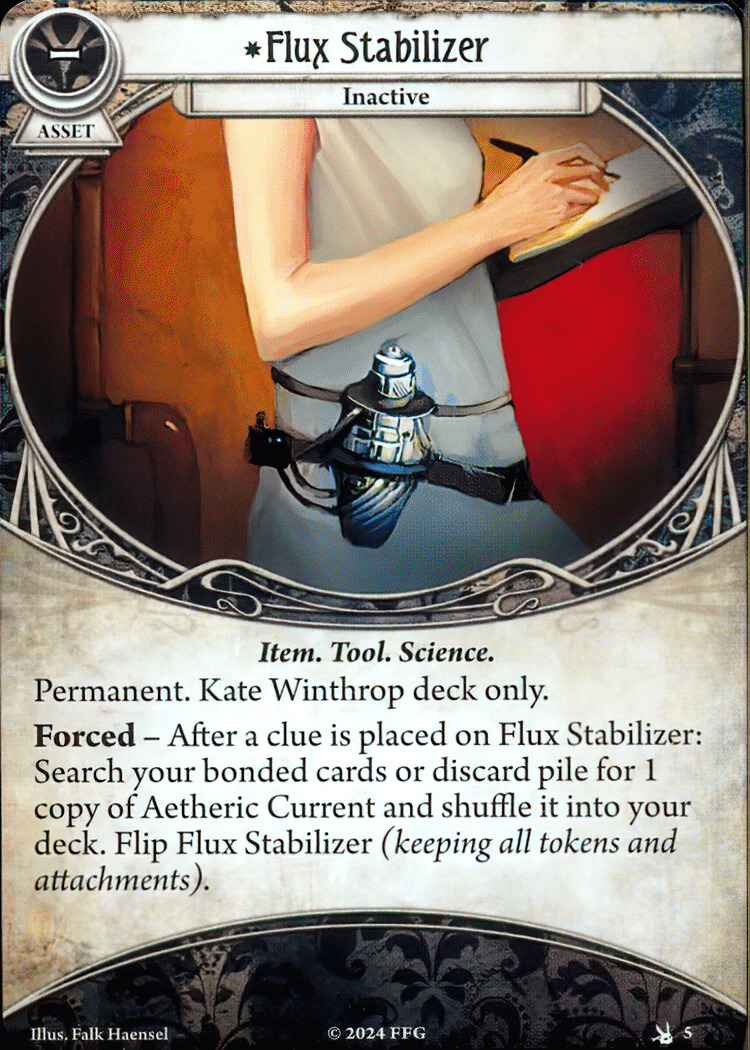 *Flux Stabilizer
Inactive
ASSET
Item. Tool. Science.
Permanent. Kate Winthrop deck only.
Forced – After a clue is placed on Flux Stabilizer:
Search your bonded cards or discard pile for 1
copy of Aetheric Current and shuffle it into your
deck. Flip Flux Stabilizer (keeping all tokens and
attachments).
Illus. Falk Haensel
© 2024 FFG
5